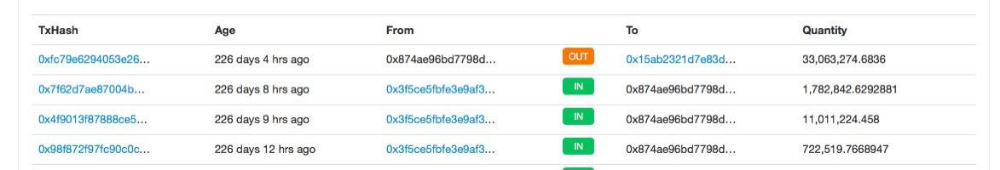 TxHash Age From To Quantity
0xfc79e6294053e26... 226 days 4 hrs ago 0x874ae96bd7798d... OUT 0x15ab2321d7e83d... 33,063,274.6836
0x7f62d7ae87004b... 226 days 8 hrs ago 0x3f5ce5fbfe3e9af3... IN 0x874ae96bd7798d... 1,782,842.6292881
0x4f9013f87888ce5... 226 days 9 hrs ago 0x3f5ce5fbfe3e9af3... IN 0x874ae96bd7798d... 11,011,224.458
0x98f872f97fc90c0c... 226 days 12 hrs ago 0x3f5ce5fbfe3e9af3... IN 0x874ae96bd7798d... 722,519.7668947